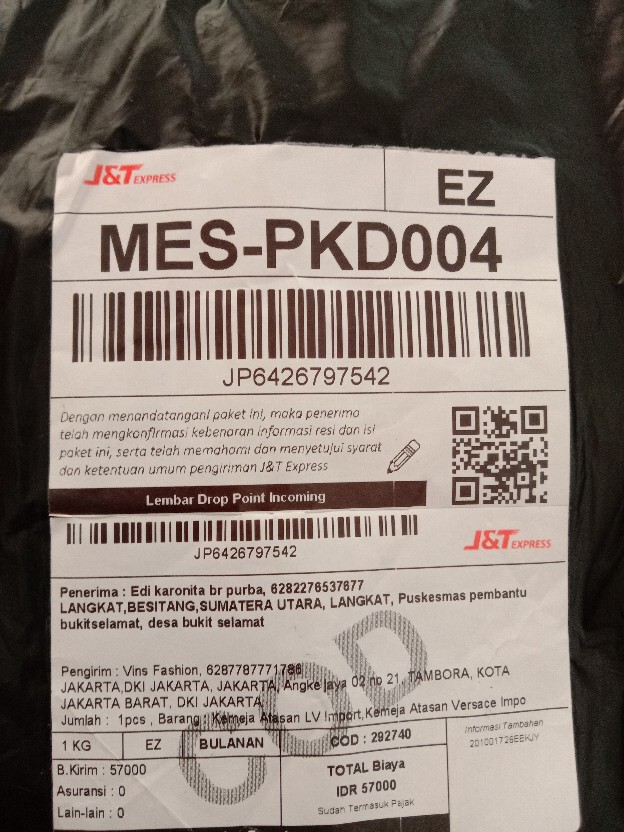 J&T EXPRESS
EZ
MES-PKD004
JP6426797542
Dengan menandatangani paket ini, maka penerima
telah mengkonfirmasi kebenaran informasi resi dan isi
paket ini, serta telah memahami dan menyetujui syarat
dan ketentuan umum pengiriman J&T Express
Lembar Drop Point Incoming
JP6426797542
J&T EXPRESS
Penerima : Edi karonita br purba, 6282276537677
LANGKAT,BESITANG,SUMATERA UTARA, LANGKAT, Puskesmas pembantu
bukitselamat, desa bukit selamat
COD
Pengirim : Vins Fashion, 6287787771786
JAKARTA,DKI JAKARTA, JAKARTA, Angke jaya 02 no 21, TAMBORA, KOTA
JAKARTA BARAT, DKI JAKARTA
Jumlah : 1pcs , Barang : Kemeja Atasan LV Import,Kemeja Atasan Versace Impo
1 KG EZ BULANAN COD : 292740
Informasi Tambahan
201001726EEKJY
B.Kirim : 57000
Asuransi : 0
Lain-lain : 0
TOTAL Biaya
IDR 57000
Sudah Termasuk Pajak